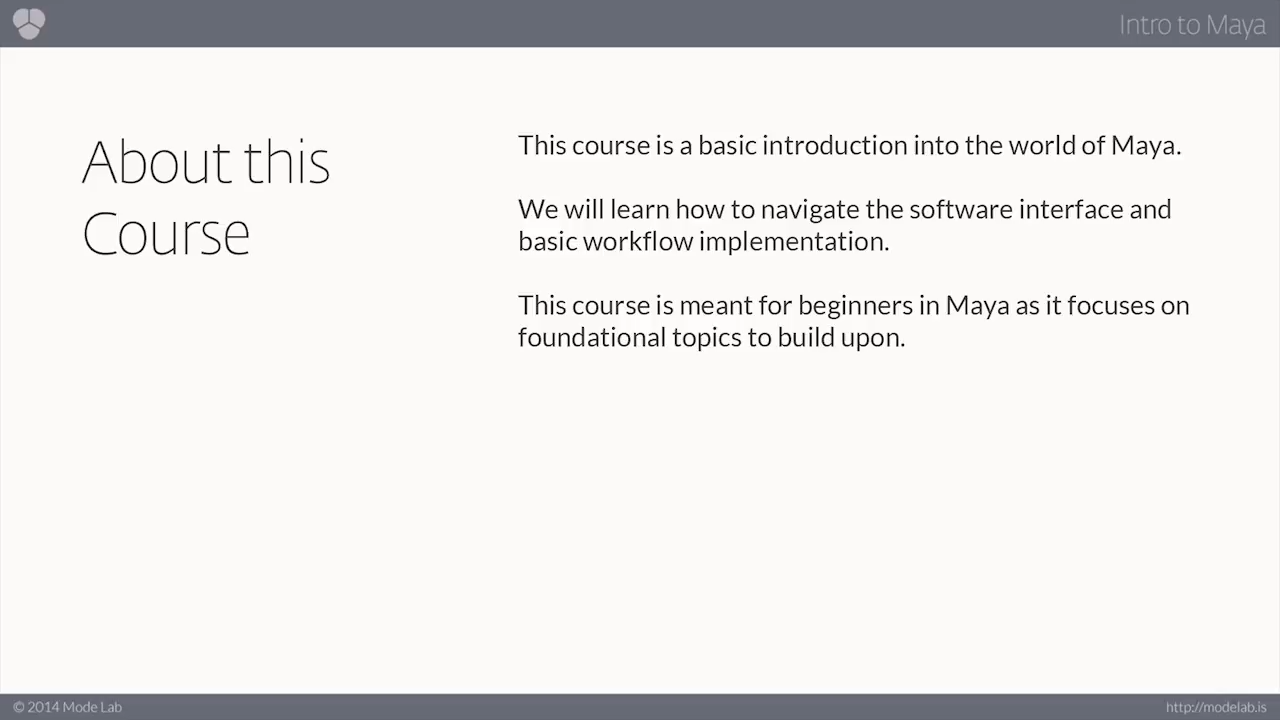 Intro to Maya
About this
Course
This course is a basic introduction into the world of Maya.
We will learn how to navigate the software interface and
basic workflow implementation.
This course is meant for beginners in Maya as it focuses on
foundational topics to build upon.
© 2014 Mode Lab
http://modelab.is